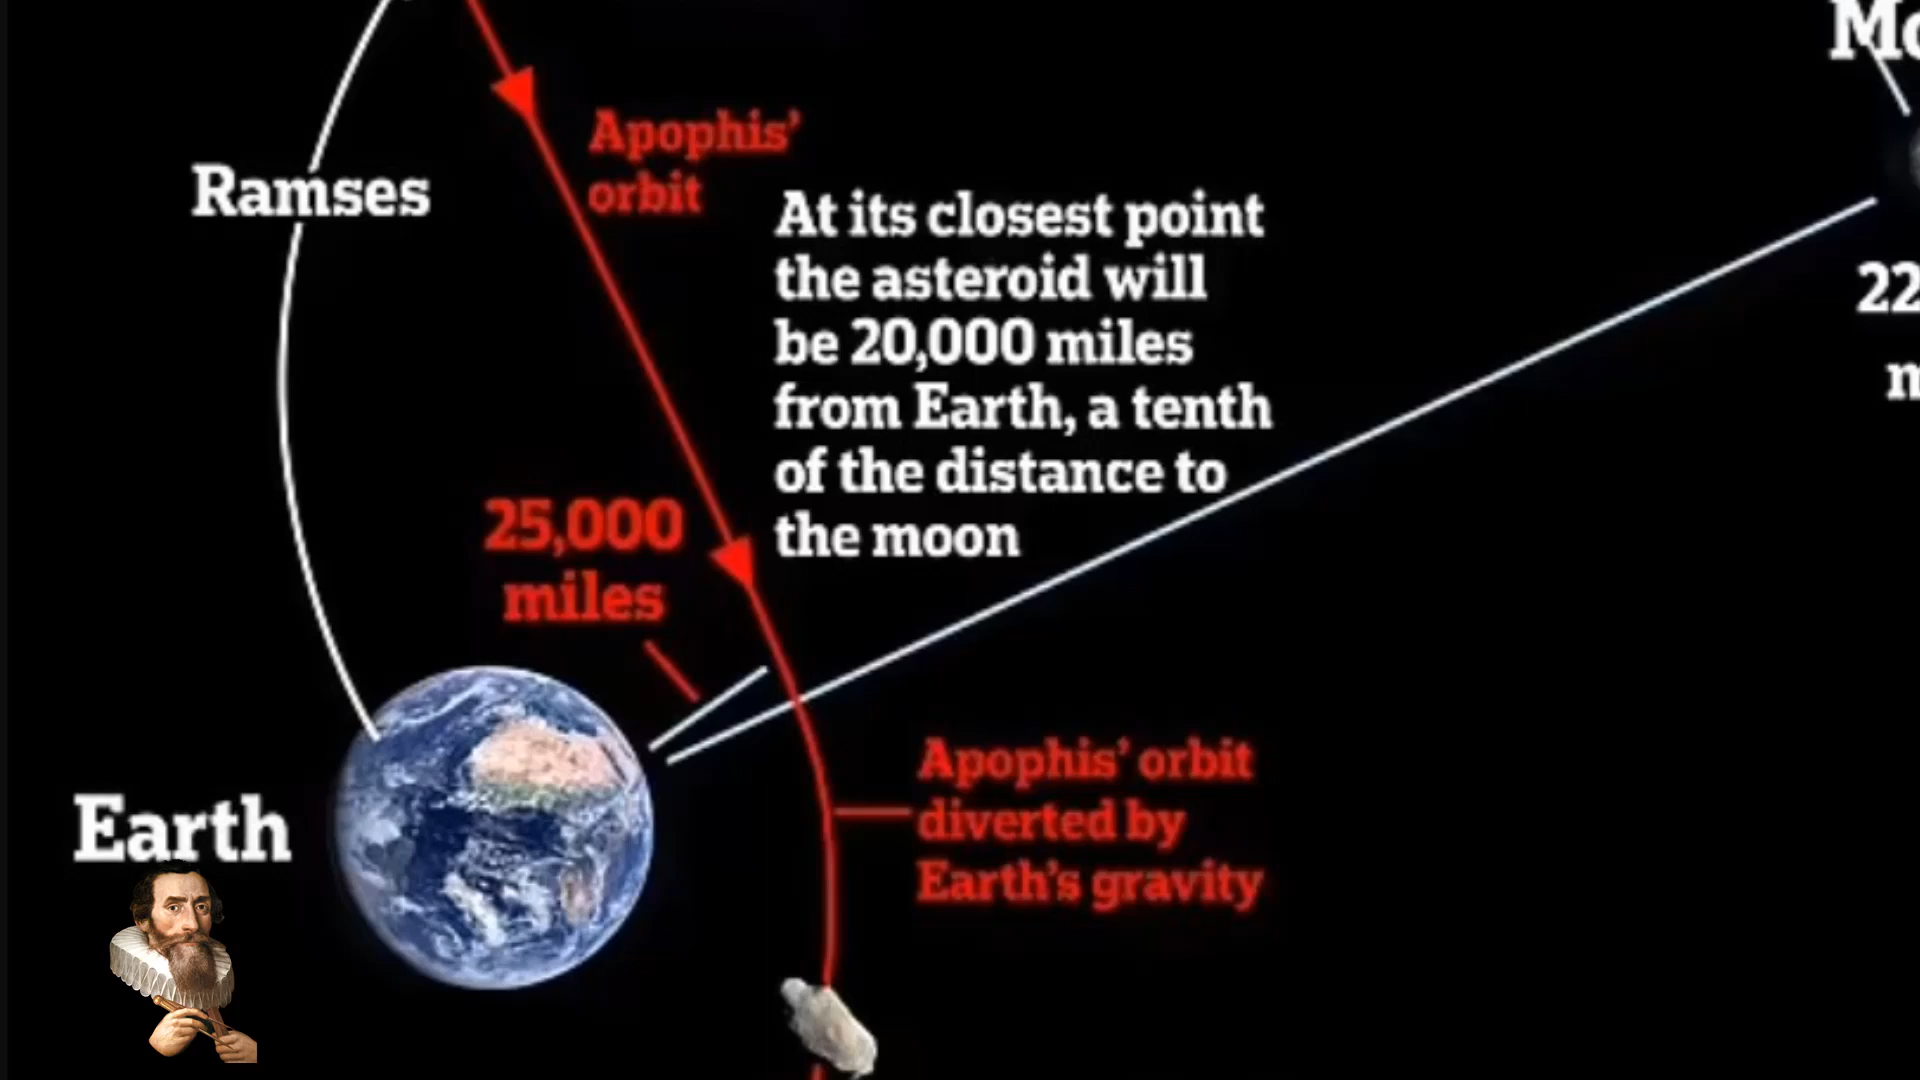 Ramses
Apophis’
orbit
At its closest point
the asteroid will
be 20,000 miles
from Earth, a tenth
of the distance to
the moon
25,000
miles
Earth
Apophis’ orbit
diverted by
Earth’s gravity